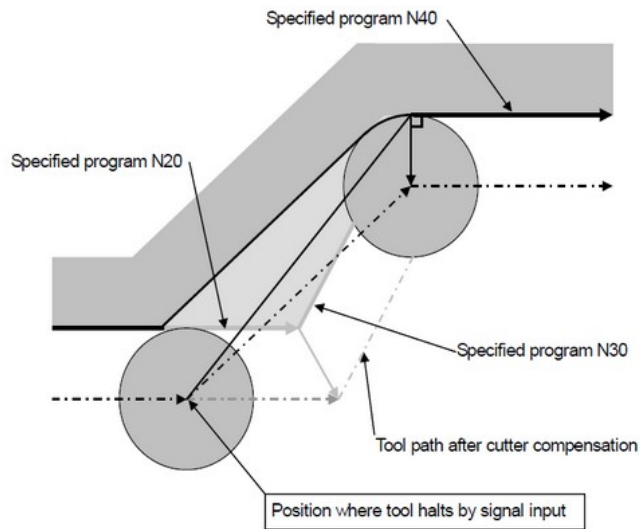 Specified program N40
Specified program N20
Specified program N30
Tool path after cutter compensation
Position where tool halts by signal input